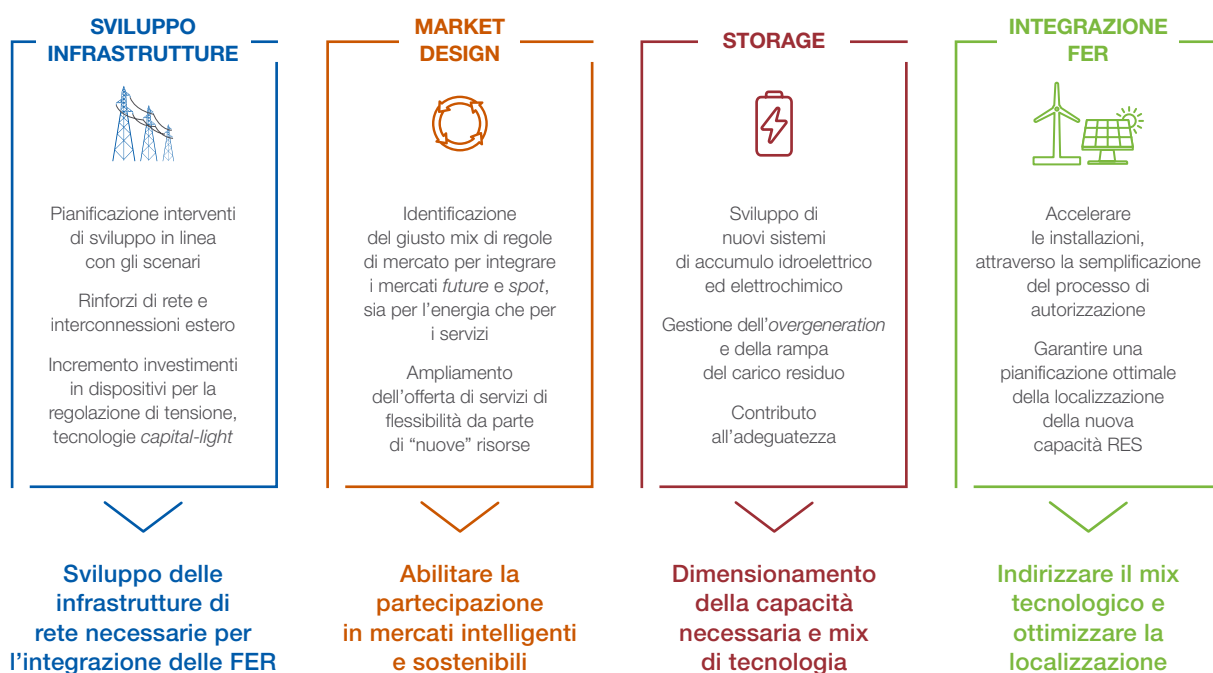 SVILUPPO
INFRASTRUTTURE
Pianificazione interventi
di sviluppo in linea
con gli scenari
Rinforzi di rete e
interconnessioni estero
Incremento investimenti
in dispositivi per la
regolazione di tensione,
tecnologie capital-light
Sviluppo delle
infrastrutture di
rete necessarie per
l'integrazione delle FER
MARKET
DESIGN
Identificazione
del giusto mix di regole
di mercato per integrare
i mercati future e spot,
sia per l'energia che per
i servizi
Ampliamento
dell'offerta di servizi di
flessibilità da parte
di “nuove” risorse
Abilitare la
partecipazione
in mercati intelligenti
e sostenibili
STORAGE
Sviluppo di
nuovi sistemi
di accumulo idroelettrico
ed elettrochimico
Gestione dell'overgeneration
e della rampa
del carico residuo
Contributo
all'adeguatezza
Dimensionamento
della capacità
necessaria e mix
di tecnologia
INTEGRAZIONE
FER
Accelerare
le installazioni,
attraverso la semplificazione
del processo di
autorizzazione
Garantire una
pianificazione ottimale
della localizzazione
della nuova
capacità RES
Indirizzare il mix
tecnologico e
ottimizzare la
localizzazione